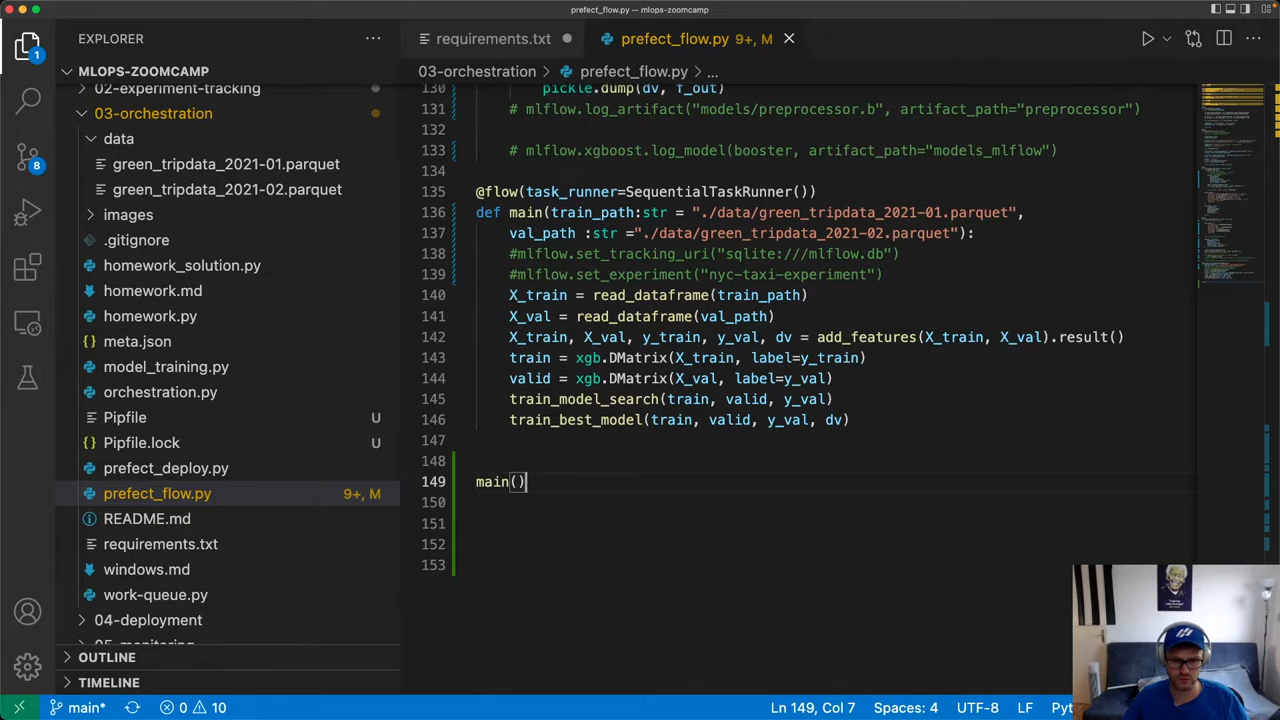 prefect_flow.py — mlops-zoomcamp
EXPLORER
requirements.txt
prefect_flow.py 9+, M
MLOPS-ZOOMCAMP
03-orchestration > prefect_flow.py > ...
02-experiment-tracking
03-orchestration
data
green_tripdata_2021-01.parquet
green_tripdata_2021-02.parquet
images
.gitignore
homework_solution.py
homework.md
homework.py
meta.json
model_training.py
orchestration.py
Pipfile U
Pipfile.lock U
prefect_deploy.py
prefect_flow.py 9+, M
README.md
requirements.txt
windows.md
work-queue.py
04-deployment
05-monitoring
OUTLINE
TIMELINE
1
8
130 pickle.dump(dv, f_out)
131 # mlflow.log_artifact("models/preprocessor.b", artifact_path="preprocessor")
132
133 mlflow.xgboost.log_model(booster, artifact_path="models_mlflow")
134
135 @flow(task_runner=SequentialTaskRunner())
136 def main(train_path:str = "./data/green_tripdata_2021-01.parquet",
137 val_path :str ="./data/green_tripdata_2021-02.parquet"):
138 #mlflow.set_tracking_uri("sqlite:///mlflow.db")
139 #mlflow.set_experiment("nyc-taxi-experiment")
140 X_train = read_dataframe(train_path)
141 X_val = read_dataframe(val_path)
142 X_train, X_val, y_train, y_val, dv = add_features(X_train, X_val).result()
143 train = xgb.DMatrix(X_train, label=y_train)
144 valid = xgb.DMatrix(X_val, label=y_val)
145 train_model_search(train, valid, y_val)
146 train_best_model(train, valid, y_val, dv)
147
148
149 main()
150
151
152
153
main* 0 10 Ln 149, Col 7 Spaces: 4 UTF-8 LF